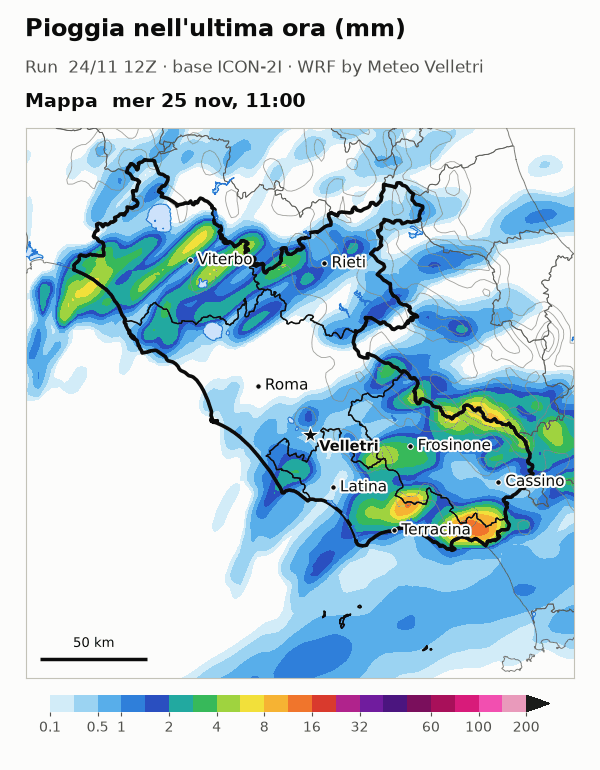 Pioggia nell'ultima ora (mm)
Run  24/11 12Z · base ICON-2I · WRF by Meteo Velletri
Mappa  mer 25 nov, 11:00
Viterbo
Rieti
Roma
Velletri
Frosinone
Latina
Cassino
Terracina
50 km
0.1 0.5 1 2 4 8 16 32 60 100 200